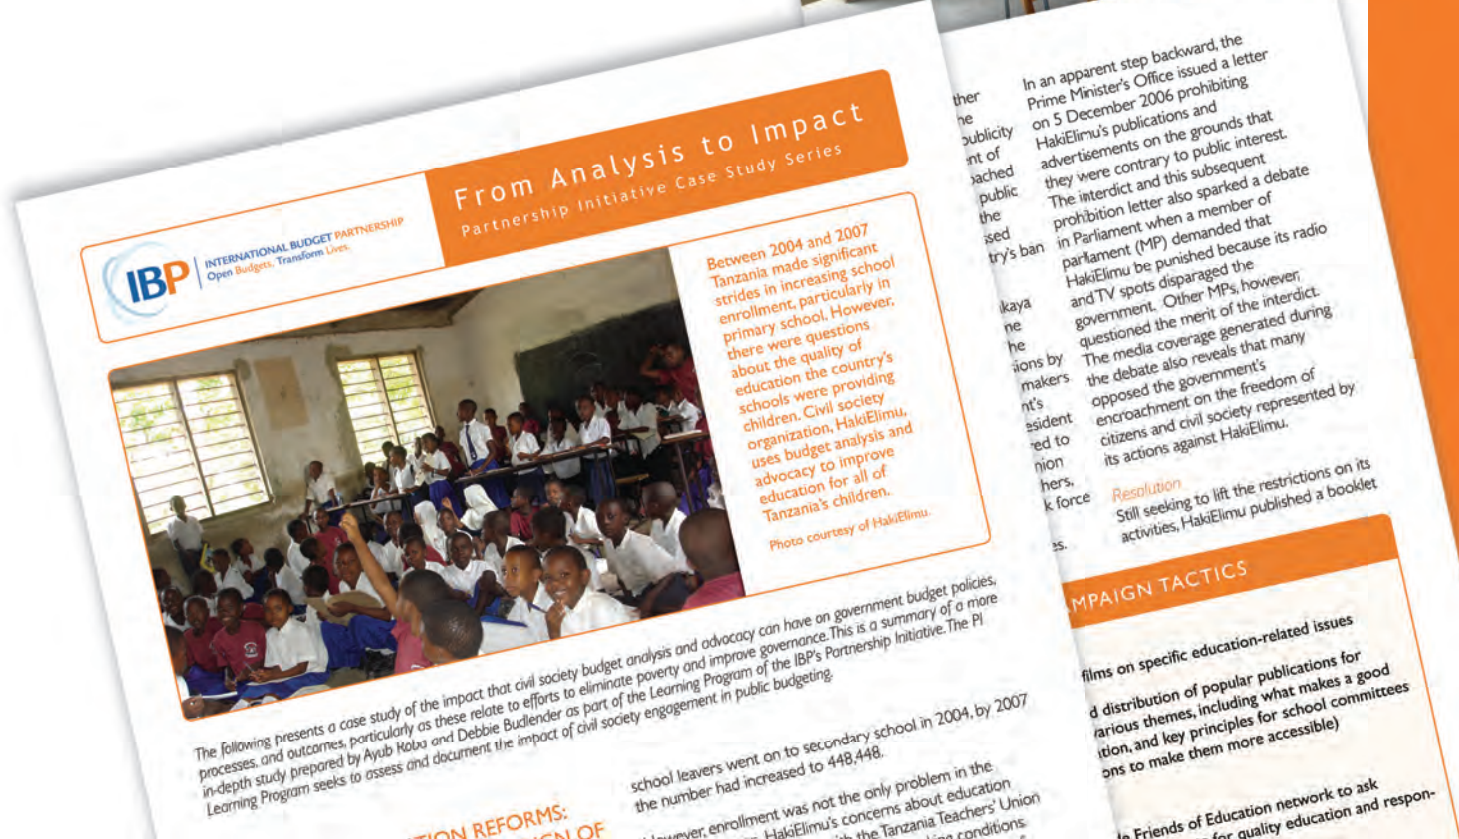 From Analysis to Impact
Partnership Initiative Case Study Series
IBP
INTERNATIONAL BUDGET PARTNERSHIP
Open Budgets. Transform Lives.
Between 2004 and 2007
Tanzania made significant
strides in increasing school
enrollment, particularly in
primary school. However,
there were questions
about the quality of
education the country's
schools were providing
children. Civil society
organization, HakiElimu,
uses budget analysis and
advocacy to improve
education for all of
Tanzania's children.
Photo courtesy of HakiElimu.
The following presents a case study of the impact that civil society budget analysis and advocacy can have on government budget policies,
processes, and outcomes, particularly as these relate to efforts to eliminate poverty and improve governance. This is a summary of a more
in-depth study prepared by Ayub Rabu and Debbie Budlender as part of the Learning Program of the IBP's Partnership Initiative. The PI
Learning Program seeks to assess and document the impact of civil society engagement in public budgeting.
REFORMS:
OF
school leavers went on to secondary school in 2004, by 2007
the number had increased to 448,448.
enrollment was not the only problem in the
HakiElimu's concerns about education
the Tanzania Teachers' Union
conditions
publicity
of
public
the
ban
by
makers
to
force
In an apparent step backward, the
Prime Minister's Office issued a letter
on 5 December 2006 prohibiting
HakiElimu's publications and
advertisements on the grounds that
they were contrary to public interest.
The interdict and this subsequent
prohibition letter also sparked a debate
in Parliament when a member of
parliament (MP) demanded that
HakiElimu be punished because its radio
and TV spots disparaged the
government. Other MPs, however,
questioned the merit of the interdict.
The media coverage generated during
the debate also reveals that many
opposed the government's
encroachment on the freedom of
citizens and civil society represented by
its actions against HakiElimu.
Resolution
Still seeking to lift the restrictions on its
activities, HakiElimu published a booklet
MPAIGN TACTICS
films on specific education-related issues
d distribution of popular publications for
various themes, including what makes a good
tion, and key principles for school committees
ons to make them more accessible)
Friends of Education network to ask
for quality education and respon-